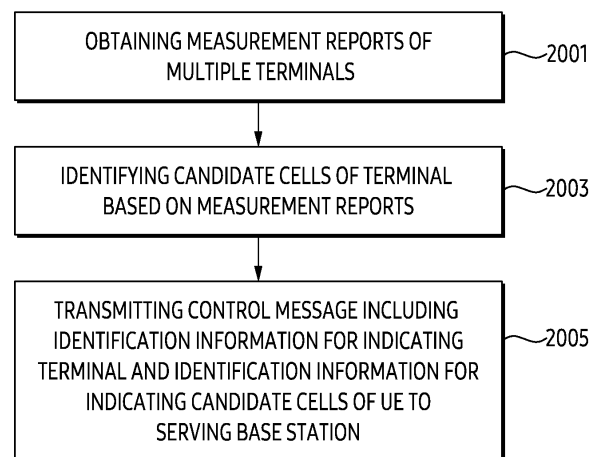 OBTAINING MEASUREMENT REPORTS OF
MULTIPLE TERMINALS
2001
IDENTIFYING CANDIDATE CELLS OF TERMINAL
BASED ON MEASUREMENT REPORTS
2003
TRANSMITTING CONTROL MESSAGE INCLUDING
IDENTIFICATION INFORMATION FOR INDICATING
TERMINAL AND IDENTIFICATION INFORMATION FOR
INDICATING CANDIDATE CELLS OF UE TO
SERVING BASE STATION
2005